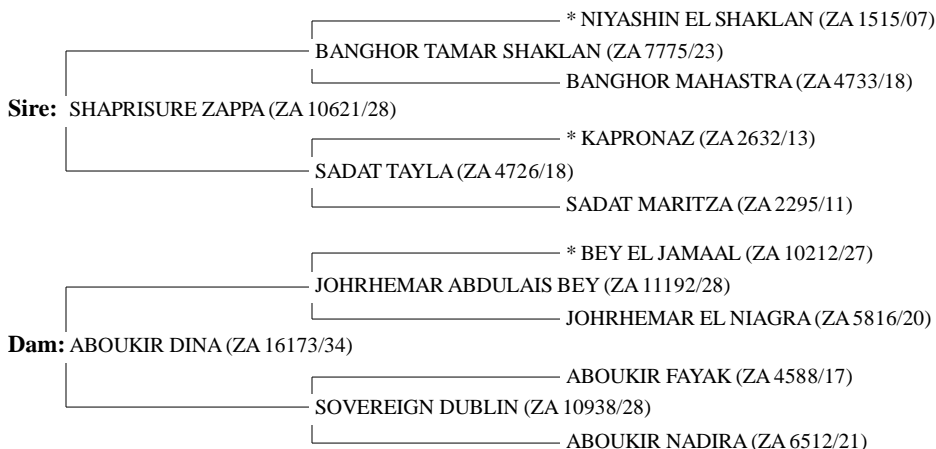 * NIYASHIN EL SHAKLAN (ZA 1515/07)
BANGHOR TAMAR SHAKLAN (ZA 7775/23)
BANGHOR MAHASTRA (ZA 4733/18)
Sire: SHAPRISURE ZAPPA (ZA 10621/28)
* KAPRONAZ (ZA 2632/13)
SADAT TAYLA (ZA 4726/18)
SADAT MARITZA (ZA 2295/11)
* BEY EL JAMAAL (ZA 10212/27)
JOHRHEMAR ABDULAIS BEY (ZA 11192/28)
JOHRHEMAR EL NIAGRA (ZA 5816/20)
Dam: ABOUKIR DINA (ZA 16173/34)
ABOUKIR FAYAK (ZA 4588/17)
SOVEREIGN DUBLIN (ZA 10938/28)
ABOUKIR NADIRA (ZA 6512/21)